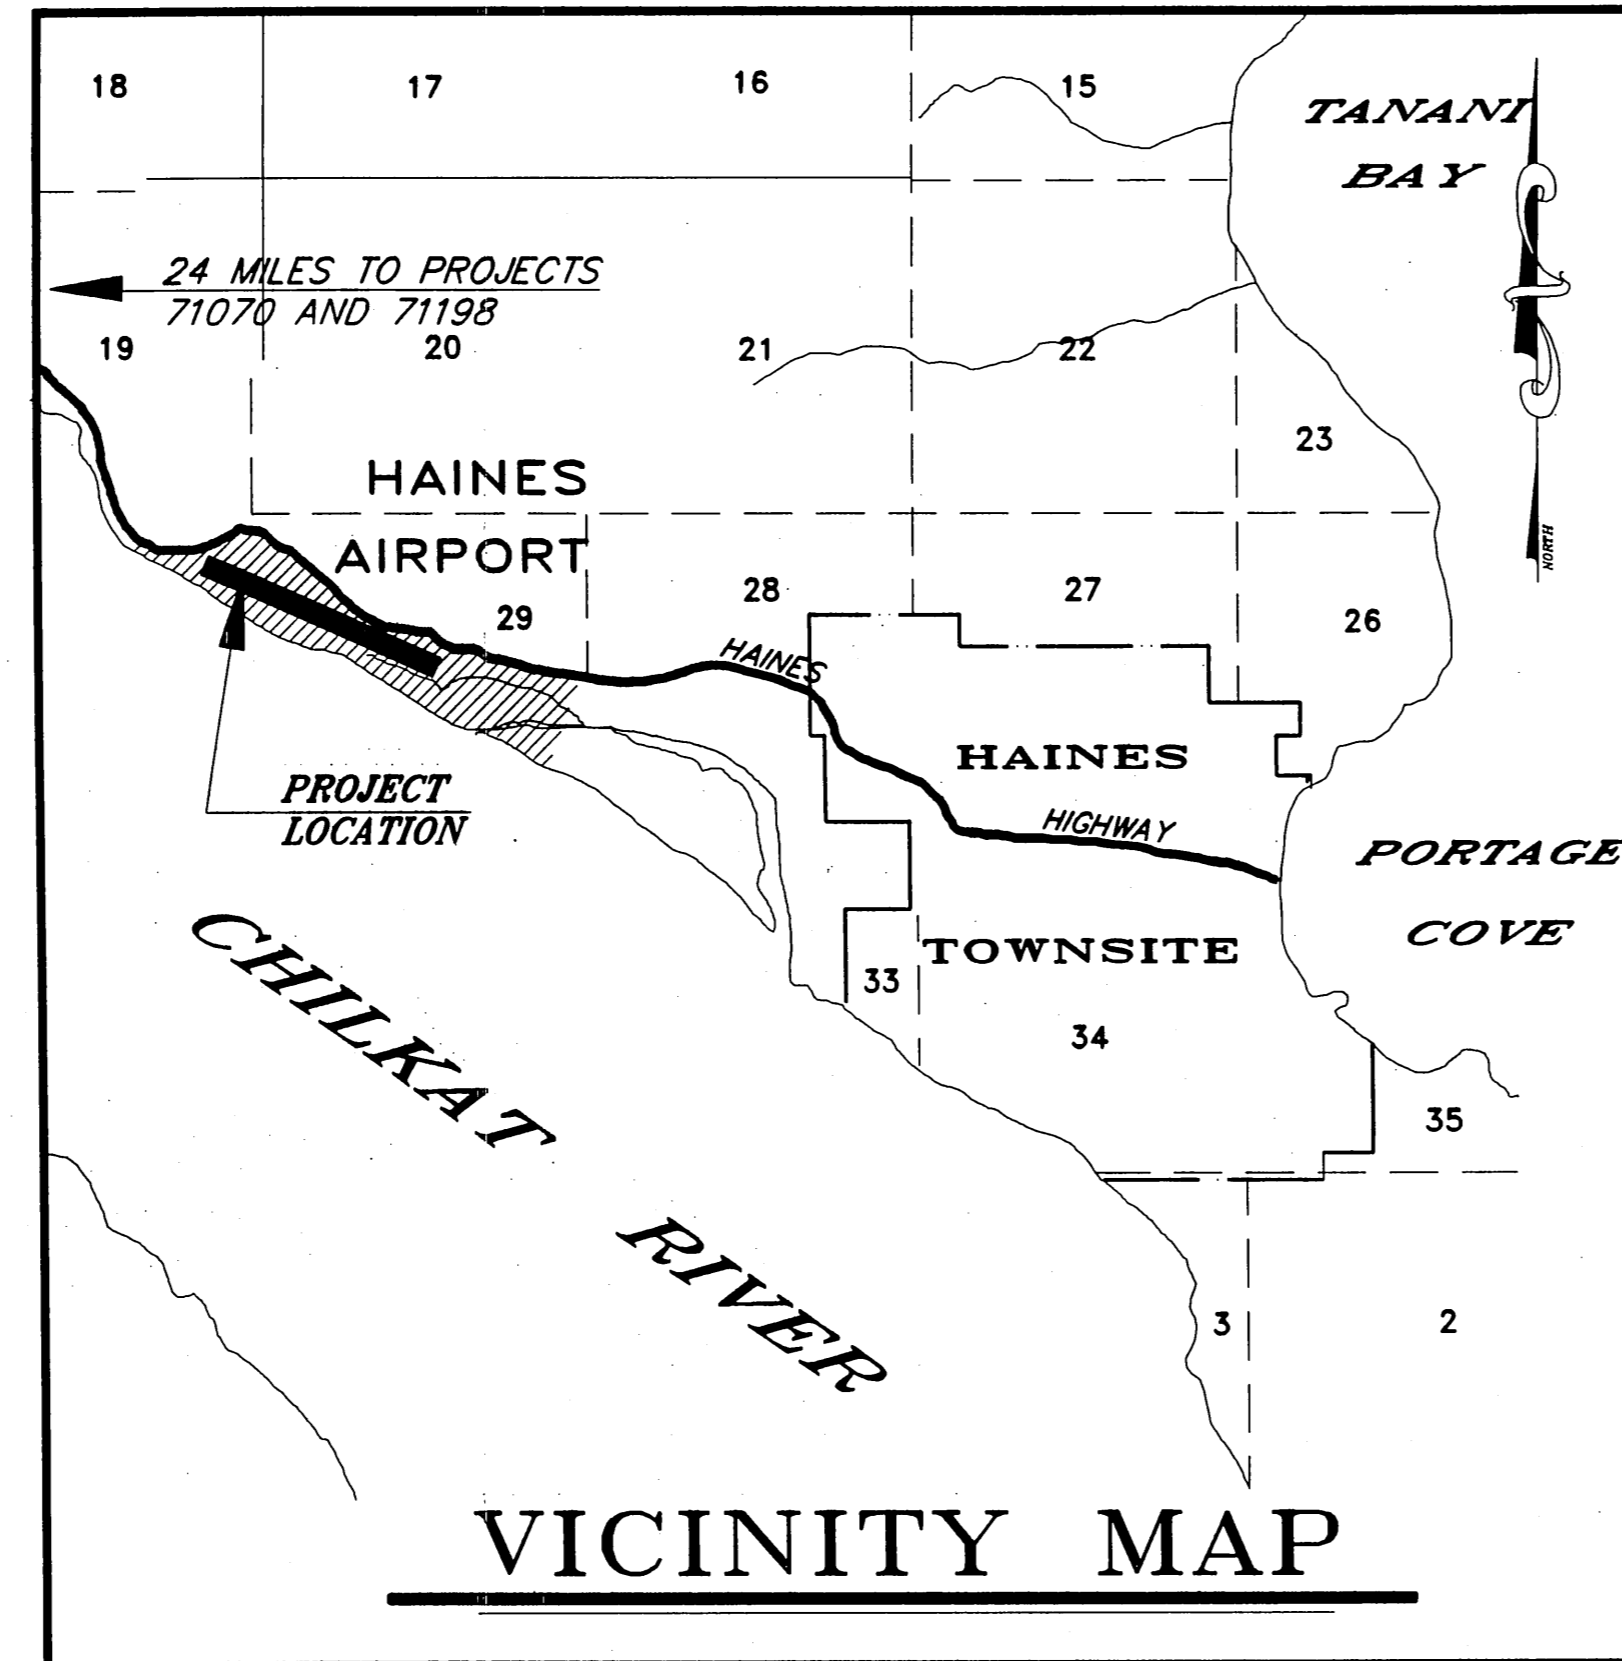 18
17
16
15
TANANI
BAY
24 MILES TO PROJECTS
71070 AND 71198
19
20
21
22
23
NORTH
HAINES
AIRPORT
29
28
27
26
HAINES
HAINES
HIGHWAY
PROJECT
LOCATION
PORTAGE
COVE
TOWNSITE
33
34
35
CHILKAT
RIVER
3
2
VICINITY MAP